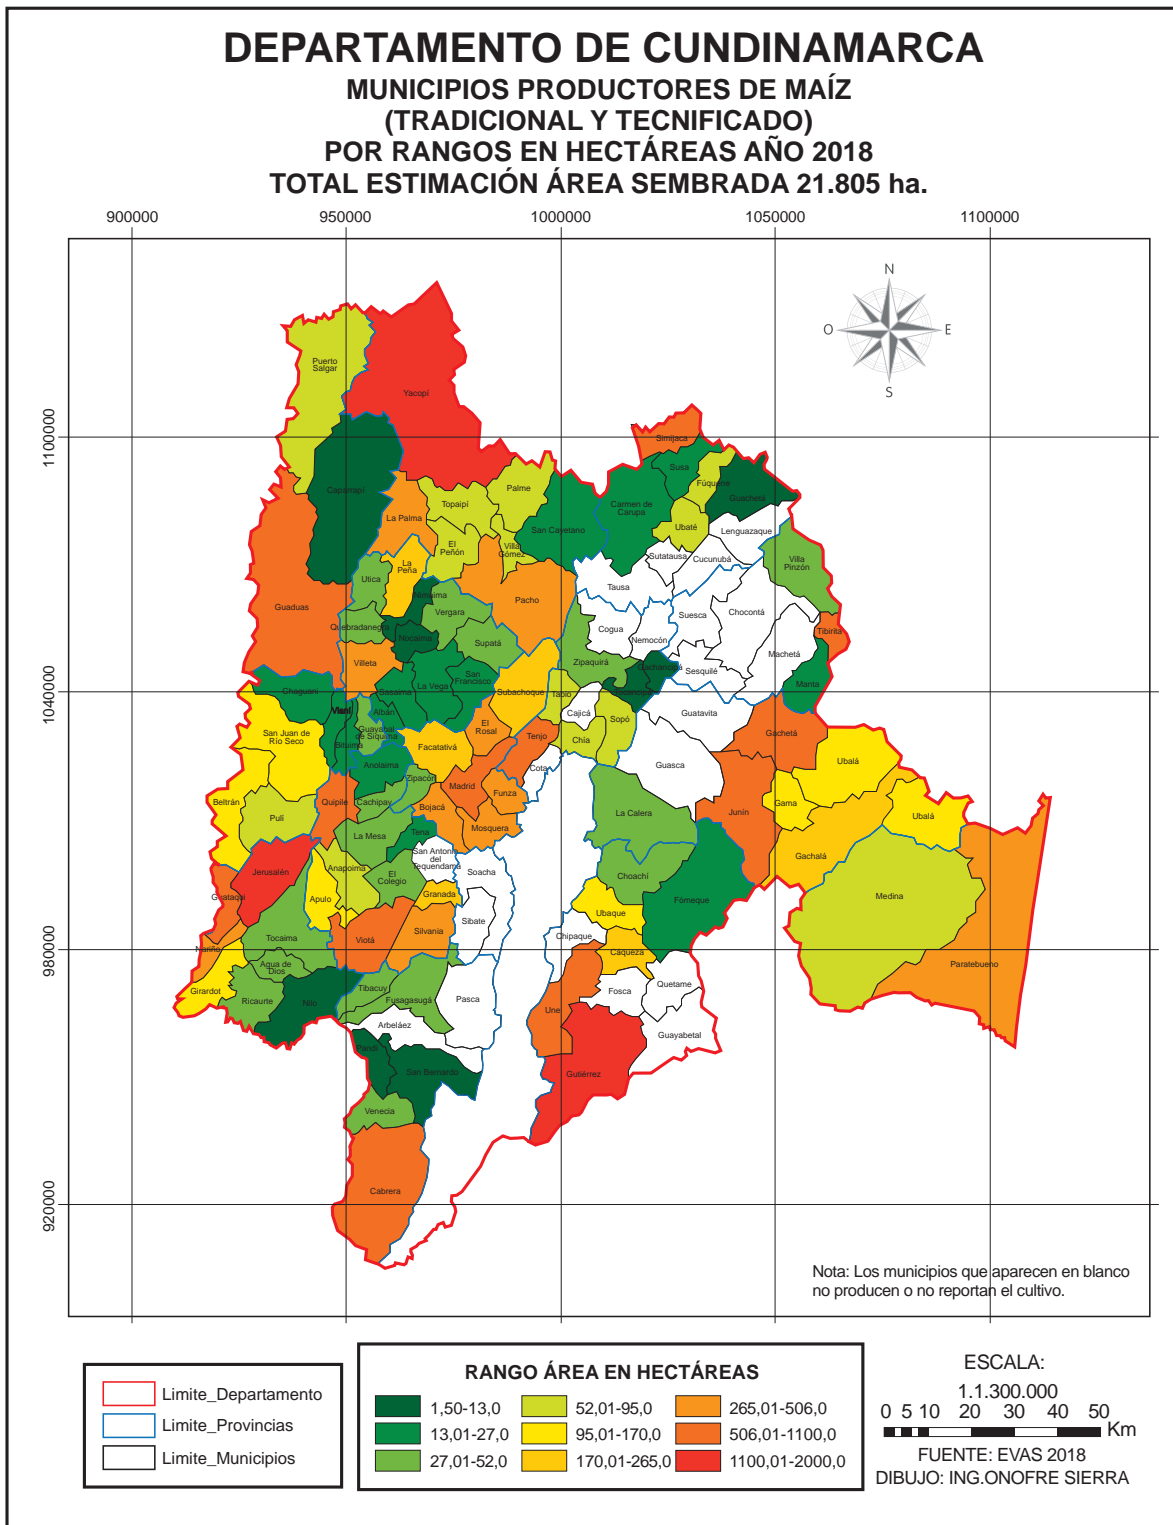 DEPARTAMENTO DE CUNDINAMARCA
MUNICIPIOS PRODUCTORES DE MAÍZ
(TRADICIONAL Y TECNIFICADO)
POR RANGOS EN HECTÁREAS AÑO 2018
TOTAL ESTIMACIÓN ÁREA SEMBRADA 21.805 ha.
900000
950000
1000000
1050000
1100000
N
O
E
S
1100000
1040000
980000
920000
Puerto
Salgar
Yacopí
Caparrapí
Simijaca
Susa
Fúquene
Guachetá
Carmen de
Carupa
Ubaté
Lenguazaque
Palme
Topaipí
San Cayetano
La Palma
El
Peñón
Villa
Gómez
Sutatausa
Cucunubá
Villa
Pinzón
La
Peña
Utica
Tausa
Guaduas
Nimaima
Vergara
Pacho
Suesca
Chocontá
Quebradanegra
Nocaima
Supatá
Cogua
Nemocón
Tibirita
Machetá
Villeta
Zipaquirá
Gachancipá
Sesquilé
Manta
Chaguaní
Sasaima
La Vega
San
Francisco
Subachoque
Tabio
Tocancipá
Vianí
Albán
Cajicá
Sopó
Guatavita
San Juan de
Río Seco
Guayabal
de Siquima
Bituima
El
Rosal
Tenjo
Chía
Gachetá
Facatativá
Anolaima
Cota
Guasca
Ubalá
Zipacón
Madrid
Funza
Beltrán
Quipile
Cachipay
Bojacá
Gama
Ubalá
Pulí
La Mesa
Tena
Mosquera
La Calera
Junín
Gachalá
San Antonio
del
Tequendama
Jerusalén
Anapoima
El
Colegio
Soacha
Choachí
Guataquí
Apulo
Granada
Fómeque
Medina
Sibate
Ubaque
Tocaima
Viotá
Silvania
Chipaque
Nariño
Caqueza
Agua de
Dios
Paratebueno
Girardot
Ricaurte
Nilo
Tibacuy
Fusagasugá
Pasca
Une
Fosca
Quetame
Arbeláez
Guayabetal
Pandi
San Bernardo
Gutiérrez
Venecia
Cabrera
Nota: Los municipios que aparecen en blanco
no producen o no reportan el cultivo.
Limite_Departamento
Limite_Provincias
Limite_Municipios
RANGO ÁREA EN HECTÁREAS
1,50-13,0
52,01-95,0
265,01-506,0
13,01-27,0
95,01-170,0
506,01-1100,0
27,01-52,0
170,01-265,0
1100,01-2000,0
ESCALA:
1.1.300.000
0 5 10 20 30 40 50
Km
FUENTE: EVAS 2018
DIBUJO: ING.ONOFRE SIERRA